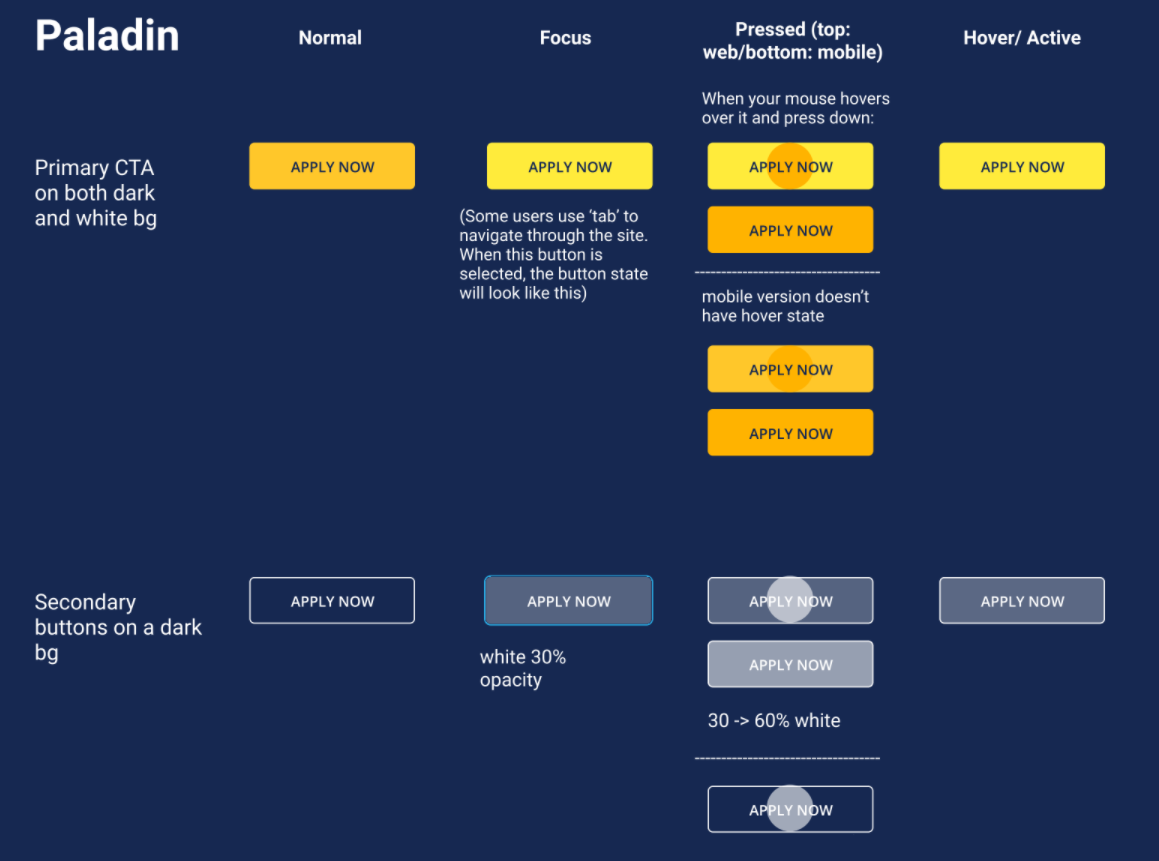 Paladin
Normal
Focus
Pressed (top:
web/bottom: mobile)
Hover/ Active
When your mouse hovers
over it and press down:
Primary CTA
on both dark
and white bg
APPLY NOW
APPLY NOW
APPLY NOW
APPLY NOW
(Some users use ‘tab’ to
navigate through the site.
When this button is
selected, the button state
will look like this)
APPLY NOW
-----------------------------------
mobile version doesn’t
have hover state
APPLY NOW
APPLY NOW
Secondary
buttons on a dark
bg
APPLY NOW
APPLY NOW
APPLY NOW
APPLY NOW
white 30%
opacity
APPLY NOW
30 -> 60% white
-----------------------------------
APPLY NOW